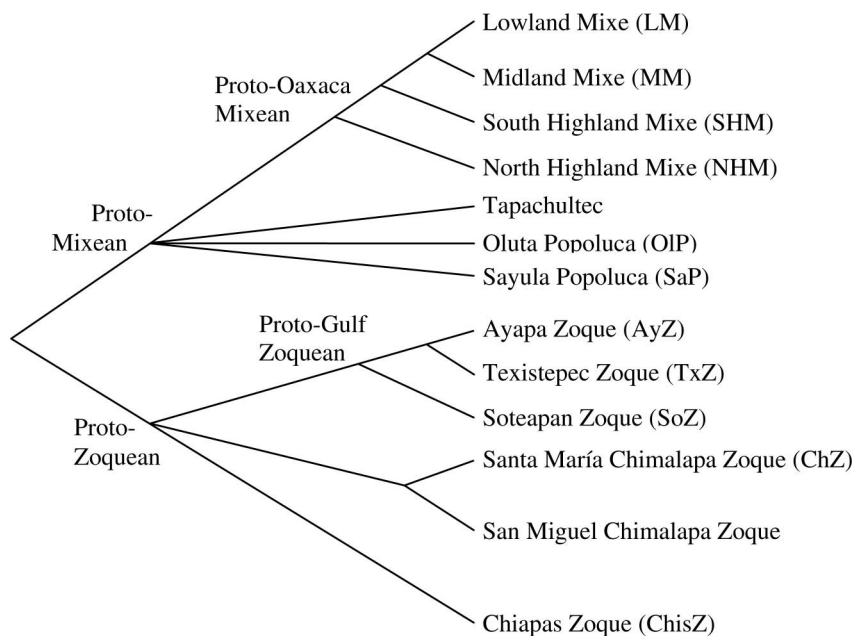 Lowland Mixe (LM)
Proto-Oaxaca
Mixean
Midland Mixe (MM)
South Highland Mixe (SHM)
North Highland Mixe (NHM)
Proto-
Mixean
Tapachultec
Oluta Popoluca (OlP)
Sayula Popoluca (SaP)
Proto-Gulf
Zoquean
Ayapa Zoque (AyZ)
Texistepec Zoque (TxZ)
Soteapan Zoque (SoZ)
Proto-
Zoquean
Santa María Chimalapa Zoque (ChZ)
San Miguel Chimalapa Zoque
Chiapas Zoque (ChisZ)